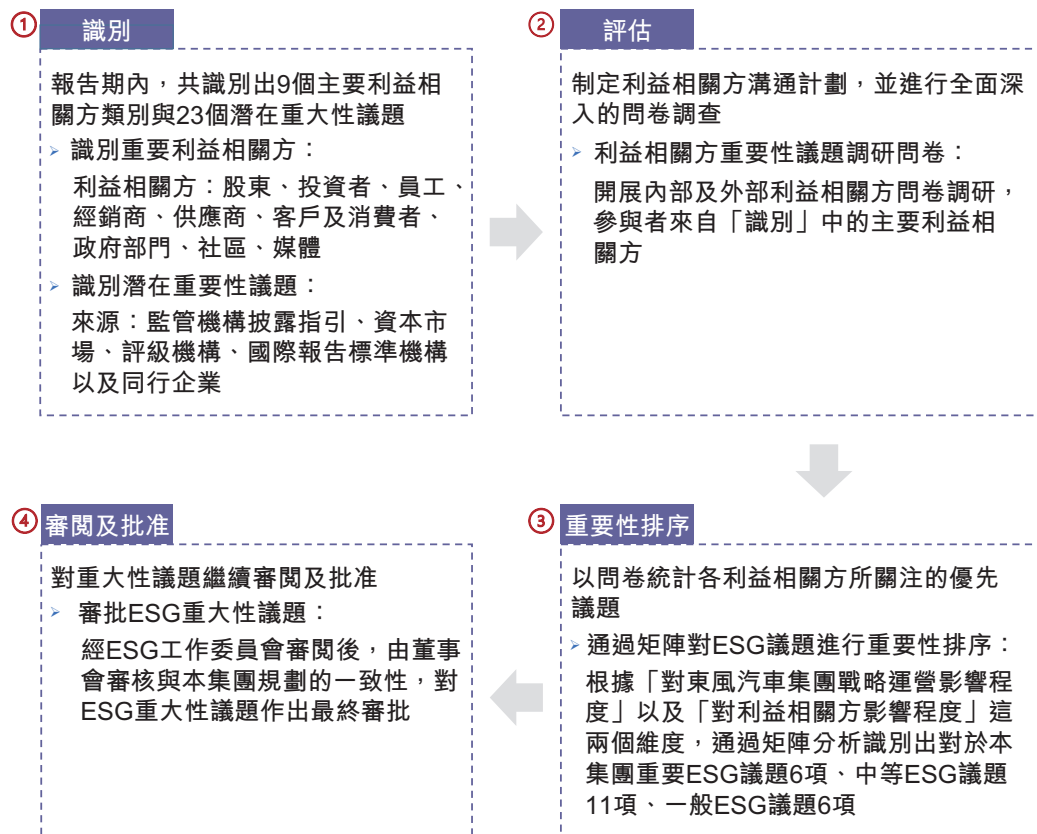 ① 識別
報告期內，共識別出9個主要利益相
關方類別與23個潛在重大性議題
➢ 識別重要利益相關方：
利益相關方：股東、投資者、員工、
經銷商、供應商、客戶及消費者、
政府部門、社區、媒體
➢ 識別潛在重要性議題：
來源：監管機構披露指引、資本市
場、評級機構、國際報告標準機構
以及同行企業
② 評估
制定利益相關方溝通計劃，並進行全面深
入的問卷調查
➢ 利益相關方重要性議題調研問卷：
開展內部及外部利益相關方問卷調研，
參與者來自「識別」中的主要利益相
關方
③ 重要性排序
以問卷統計各利益相關方所關注的優先
議題
➢ 通過矩陣對ESG議題進行重要性排序：
根據「對東風汽車集團戰略運營影響程
度」以及「對利益相關方影響程度」這
兩個維度，通過矩陣分析識別出對於本
集團重要ESG議題6項、中等ESG議題
11項、一般ESG議題6項
④ 審閱及批准
對重大性議題繼續審閱及批准
➢ 審批ESG重大性議題：
經ESG工作委員會審閱後，由董事
會審核與本集團規劃的一致性，對
ESG重大性議題作出最終審批